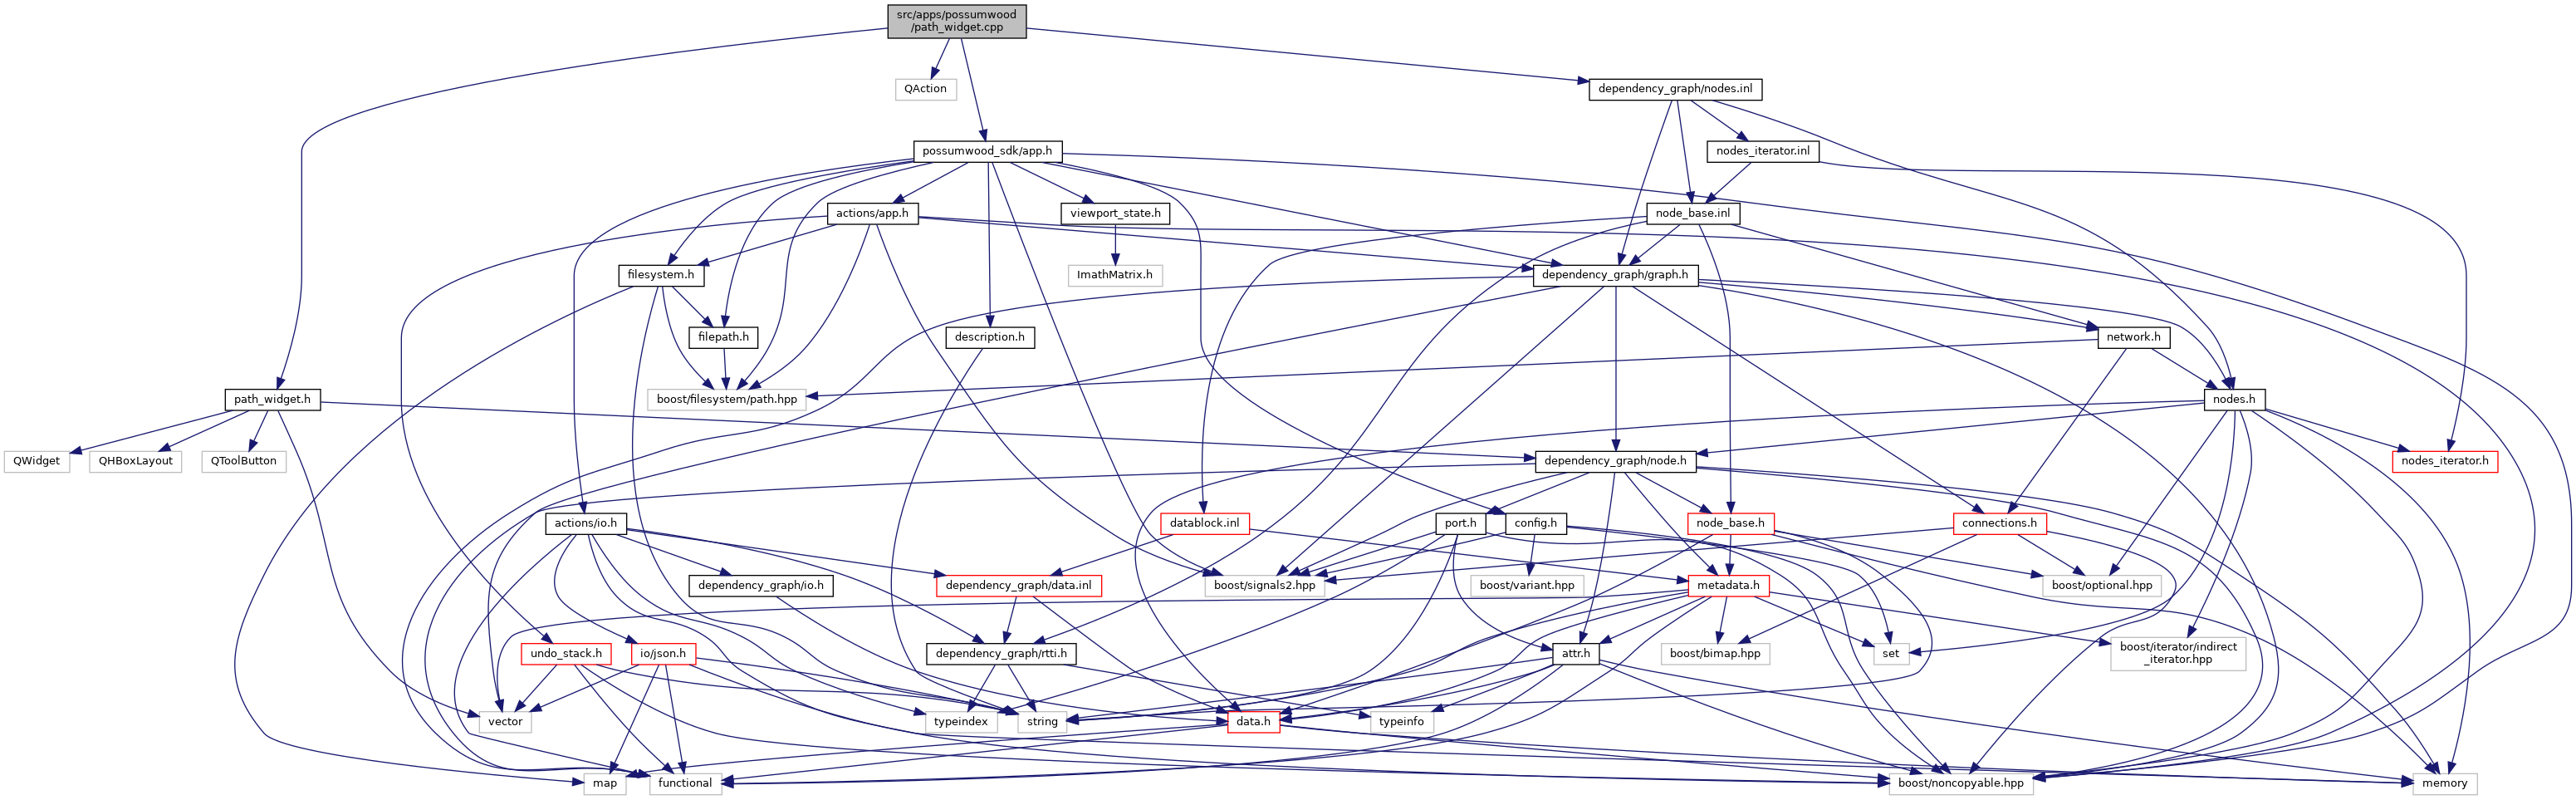 src/apps/possumwood
/path_widget.cpp
QAction
dependency_graph/nodes.inl
possumwood_sdk/app.h
nodes_iterator.inl
actions/app.h
viewport_state.h
node_base.inl
filesystem.h
ImathMatrix.h
dependency_graph/graph.h
filepath.h
description.h
network.h
path_widget.h
boost/filesystem/path.hpp
nodes.h
QWidget
QHBoxLayout
QToolButton
dependency_graph/node.h
nodes_iterator.h
actions/io.h
datablock.inl
port.h
config.h
node_base.h
connections.h
dependency_graph/io.h
dependency_graph/data.inl
boost/signals2.hpp
boost/variant.hpp
metadata.h
boost/optional.hpp
undo_stack.h
io/json.h
dependency_graph/rtti.h
attr.h
boost/bimap.hpp
set
boost/iterator/indirect
_iterator.hpp
vector
typeindex
string
data.h
typeinfo
map
functional
boost/noncopyable.hpp
memory